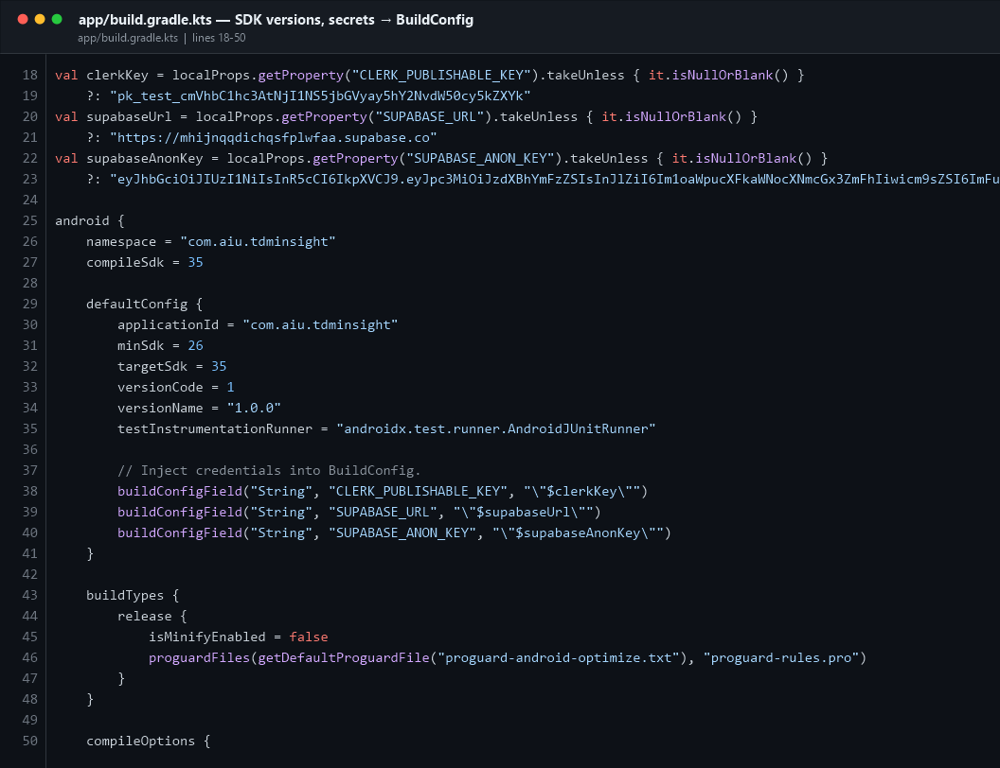 app/build.gradle.kts — SDK versions, secrets → BuildConfig
app/build.gradle.kts | lines 18-50
18 val clerkKey = localProps.getProperty("CLERK_PUBLISHABLE_KEY").takeUnless { it.isNullOrBlank() }
19 ?: "pk_test_cmVhbC1hc3AtNjI1NS5jbGVyay5hY2NvdW50cy5kZXYk"
20 val supabaseUrl = localProps.getProperty("SUPABASE_URL").takeUnless { it.isNullOrBlank() }
21 ?: "https://mhijnqqdichqsfplwfaa.supabase.co"
22 val supabaseAnonKey = localProps.getProperty("SUPABASE_ANON_KEY").takeUnless { it.isNullOrBlank() }
23 ?: "eyJhbGciOiJIUzI1NiIsInR5cCI6IkpXVCJ9.eyJpc3MiOiJzdXBhYmFzZSIsInJlZiI6Im1oaWpucXFkaWNocXNmcGx3ZmFhIiwicm9sZSI6ImFu
24
25 android {
26 namespace = "com.aiu.tdminsight"
27 compileSdk = 35
28
29 defaultConfig {
30 applicationId = "com.aiu.tdminsight"
31 minSdk = 26
32 targetSdk = 35
33 versionCode = 1
34 versionName = "1.0.0"
35 testInstrumentationRunner = "androidx.test.runner.AndroidJUnitRunner"
36
37 // Inject credentials into BuildConfig.
38 buildConfigField("String", "CLERK_PUBLISHABLE_KEY", "\"$clerkKey\"")
39 buildConfigField("String", "SUPABASE_URL", "\"$supabaseUrl\"")
40 buildConfigField("String", "SUPABASE_ANON_KEY", "\"$supabaseAnonKey\"")
41 }
42
43 buildTypes {
44 release {
45 isMinifyEnabled = false
46 proguardFiles(getDefaultProguardFile("proguard-android-optimize.txt"), "proguard-rules.pro")
47 }
48 }
49
50 compileOptions {